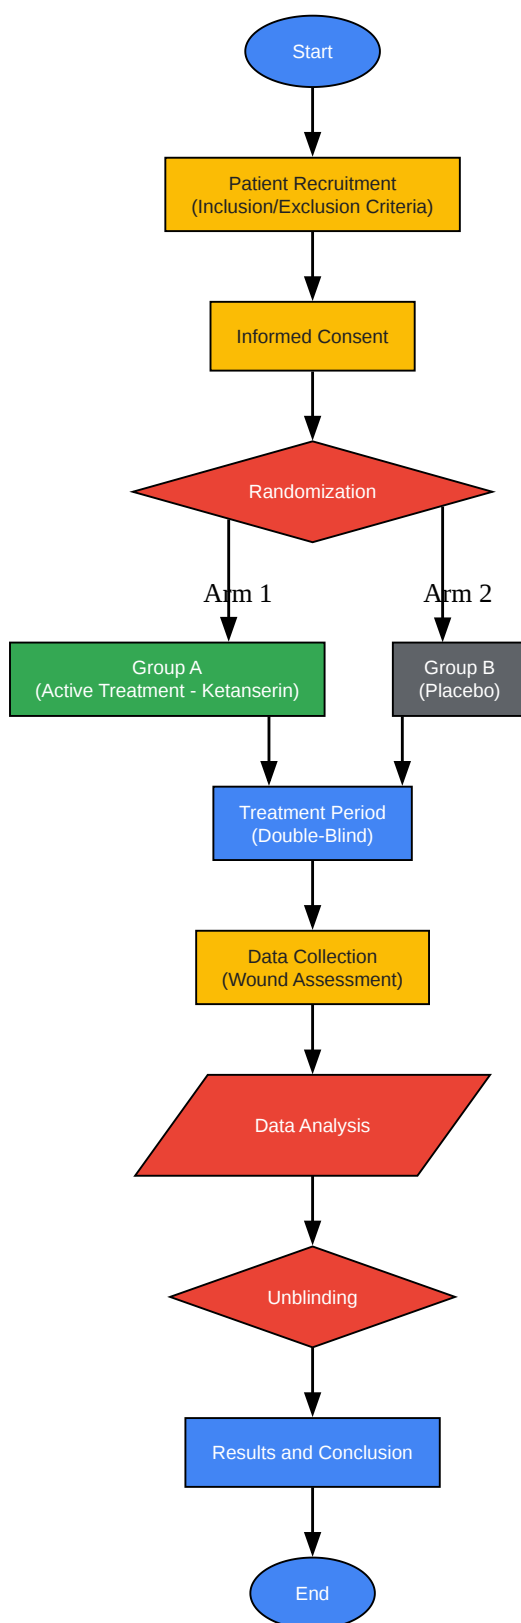 Start
Patient Recruitment
(Inclusion/Exclusion Criteria)
Informed Consent
Randomization
Arm 1
Arm 2
Group A
(Active Treatment - Ketanserin)
Group B
(Placebo)
Treatment Period
(Double-Blind)
Data Collection
(Wound Assessment)
Data Analysis
Unblinding
Results and Conclusion
End